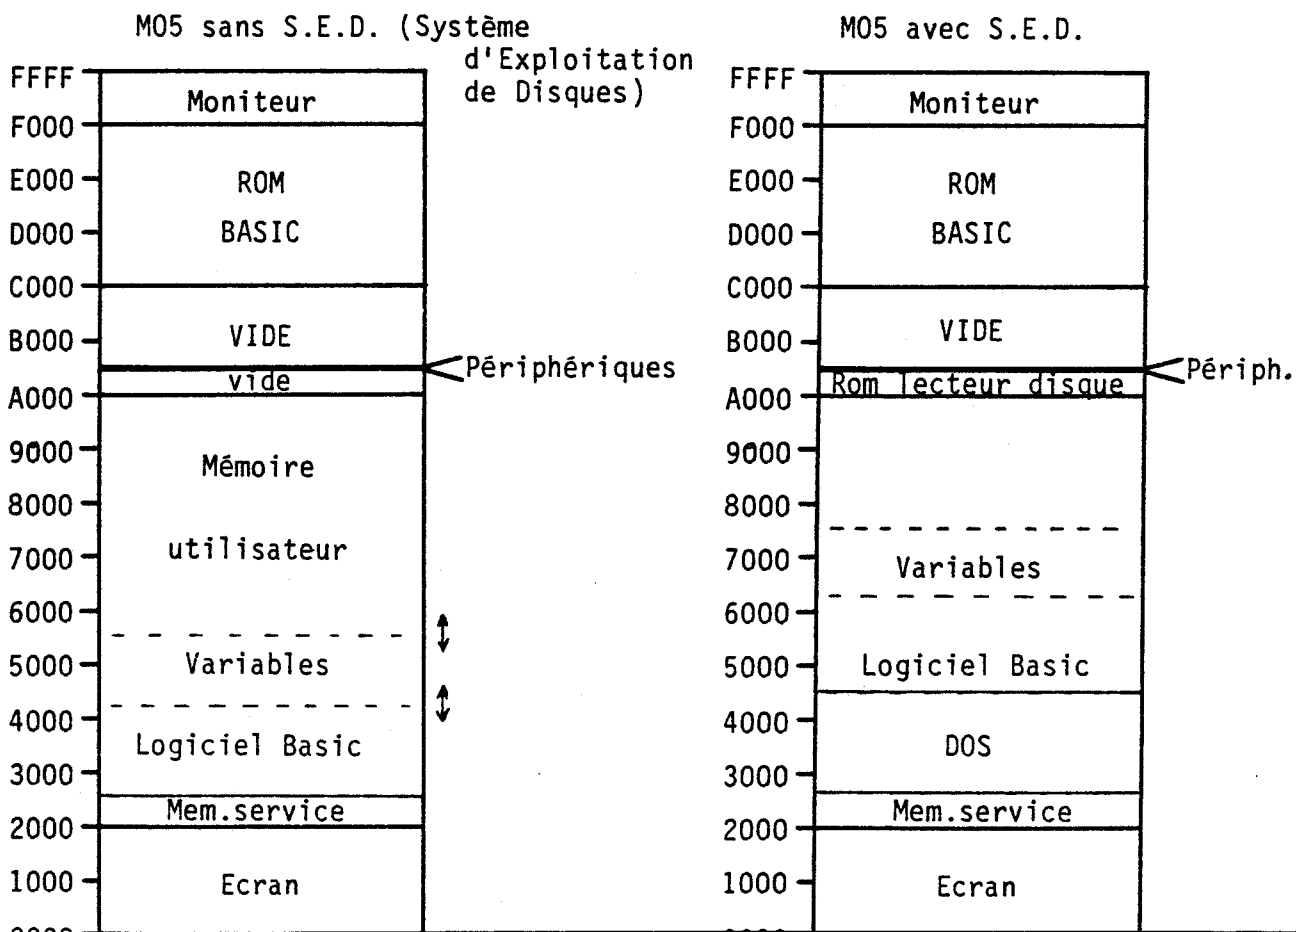 MO5 sans S.E.D. (Système
d'Exploitation
de Disques)
FFFF
Moniteur
F000
E000
ROM
D000
BASIC
C000
B000
VIDE
Périphériques
vide
A000
9000
Mémoire
8000
7000
utilisateur
6000
5000
Variables
4000
Logiciel Basic
3000
Mem.service
2000
1000
Ecran
MO5 avec S.E.D.
FFFF
Moniteur
F000
E000
ROM
D000
BASIC
C000
B000
VIDE
Périph.
Rom lecteur disque
A000
9000
8000
7000
Variables
6000
5000
Logiciel Basic
4000
DOS
3000
Mem.service
2000
1000
Ecran